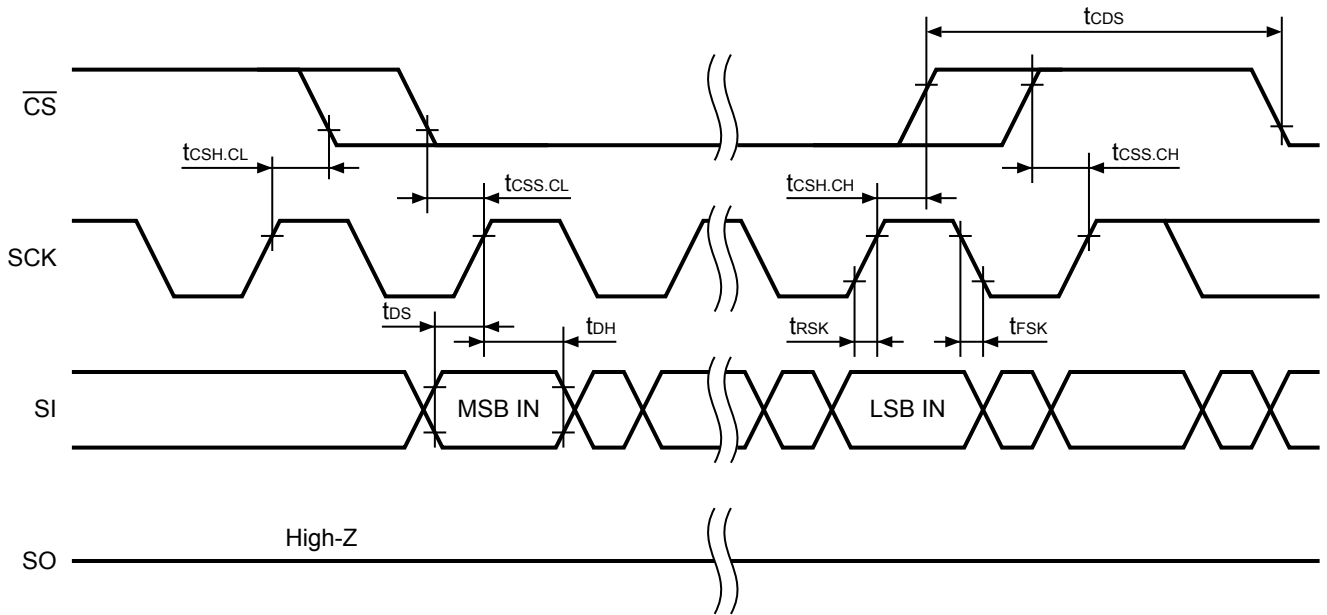 tCDS
CS
tCSH.CL
tCSS.CL
tCSH.CH
tCSS.CH
SCK
tDS
tDH
tRSK
tFSK
SI
MSB IN
LSB IN
High-Z
SO